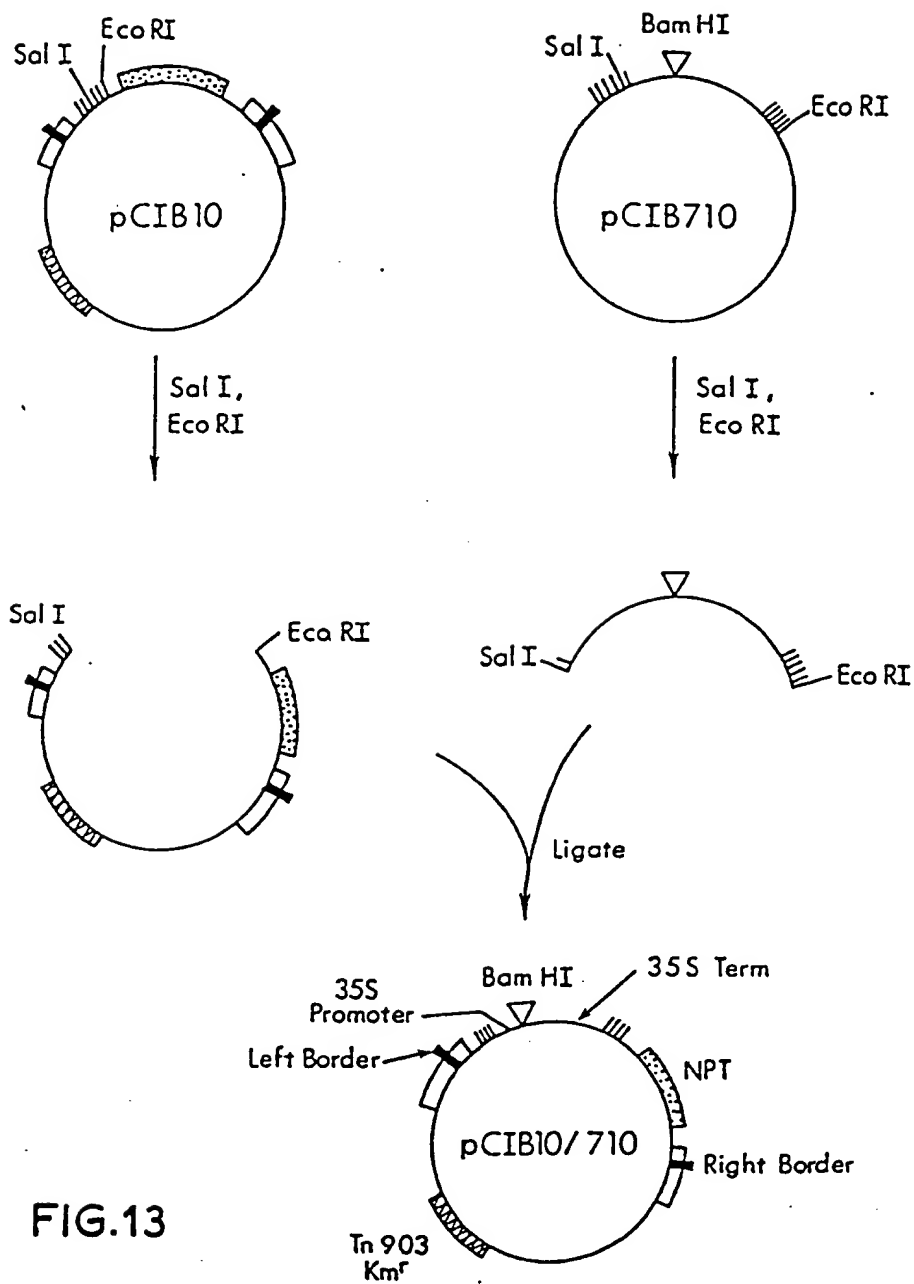 Eco RI
Sal I
pCIB10
Bam HI
Sal I
Eco RI
pCIB710
Sal I,
Eco RI
Sal I,
Eco RI
Sal I
Eco RI
Sal I
Eco RI
Ligate
35S
Promoter
Bam HI
35S Term
Left Border
NPT
pCIB10/710
Right Border
Tn 903
Kmʳ
FIG.13